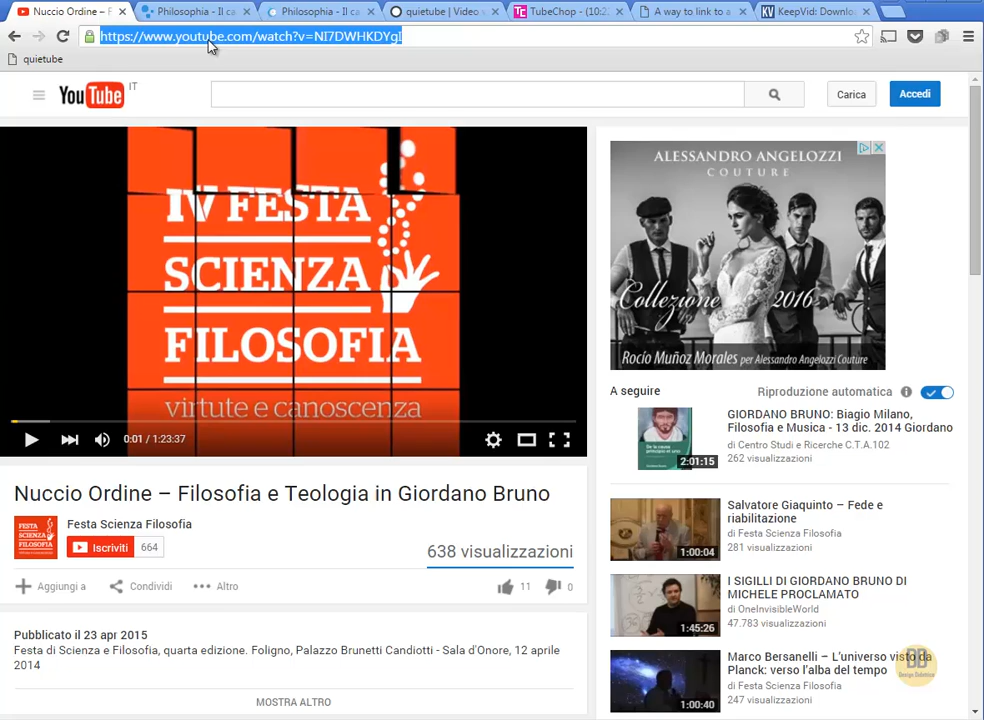 Nuccio Ordine – F
Philosophia - Il ca
Philosophia - Il ca
quietube | Video
TubeChop - (10:2
A way to link to a
KeepVid: Downlo
https://www.youtube.com/watch?v=NI7DWHKDYgI
quietube
YouTube IT
Carica
Accedi
IV FESTA
SCIENZA
FILOSOFIA
virtute e canoscenza
0:01 / 1:23:37
Nuccio Ordine – Filosofia e Teologia in Giordano Bruno
FESTA
SCIENZA
FILOSOFIA
Festa Scienza Filosofia
Iscriviti 664
638 visualizzazioni
Aggiungi a Condividi Altro
11 0
Pubblicato il 23 apr 2015
Festa di Scienza e Filosofia, quarta edizione. Foligno, Palazzo Brunetti Candiotti - Sala d'Onore, 12 aprile
2014
MOSTRA ALTRO
ALESSANDRO ANGELOZZI
COUTURE
Collezione 2016
Rocío Muñoz Morales per Alessandro Angelozzi Couture
A seguire
Riproduzione automatica
GIORDANO BRUNO: Biagio Milano,
Filosofia e Musica - 13 dic. 2014 Giordano
di Centro Studi e Ricerche C.T.A.102
262 visualizzazioni
2:01:15
Salvatore Giaquinto – Fede e
riabilitazione
di Festa Scienza Filosofia
281 visualizzazioni
1:00:04
I SIGILLI DI GIORDANO BRUNO DI
MICHELE PROCLAMATO
di OneInvisibleWorld
47.783 visualizzazioni
1:45:26
Marco Bersanelli – L'universo visto da
Planck: verso l'alba del tempo
di Festa Scienza Filosofia
247 visualizzazioni
1:00:40
BB
Design Didattico